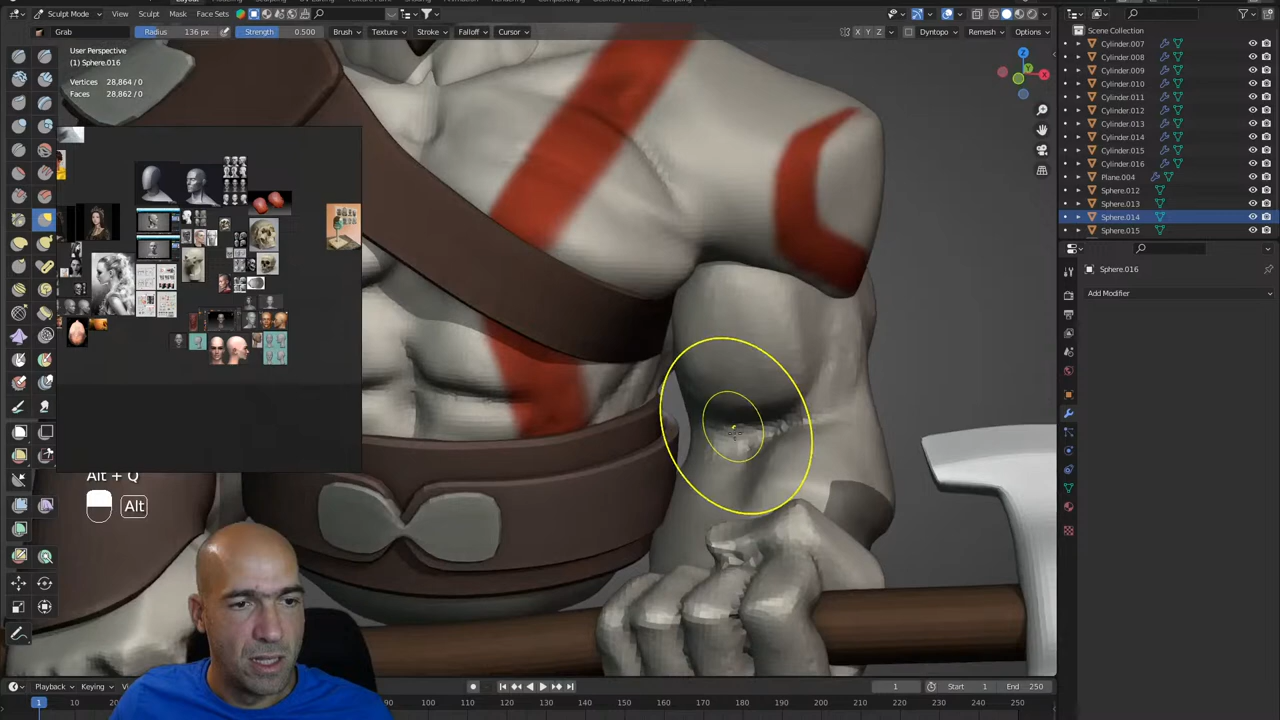 Sculpt Mode View Sculpt Mask Face Sets
Scene Collection
Grab Radius 136 px Strength 0.500 Brush Texture Stroke Falloff Cursor X Y Z Dyntopo Remesh Options
User Perspective
(1) Sphere.016
Vertices 28,864 / 0
Faces 28,862 / 0
X
Y
Z
Cylinder.007
Cylinder.008
Cylinder.009
Cylinder.010
Cylinder.011
Cylinder.012
Cylinder.013
Cylinder.014
Cylinder.015
Cylinder.016
Plane.004
Sphere.012
Sphere.013
Sphere.014
Sphere.015
Sphere.016
Add Modifier
Alt + Q
Alt
Playback Keying 1 Start 1 End 250
1 10 20 80 90 100 110 120 130 140 150 160 170 180 190 200 210 220 230 240 250